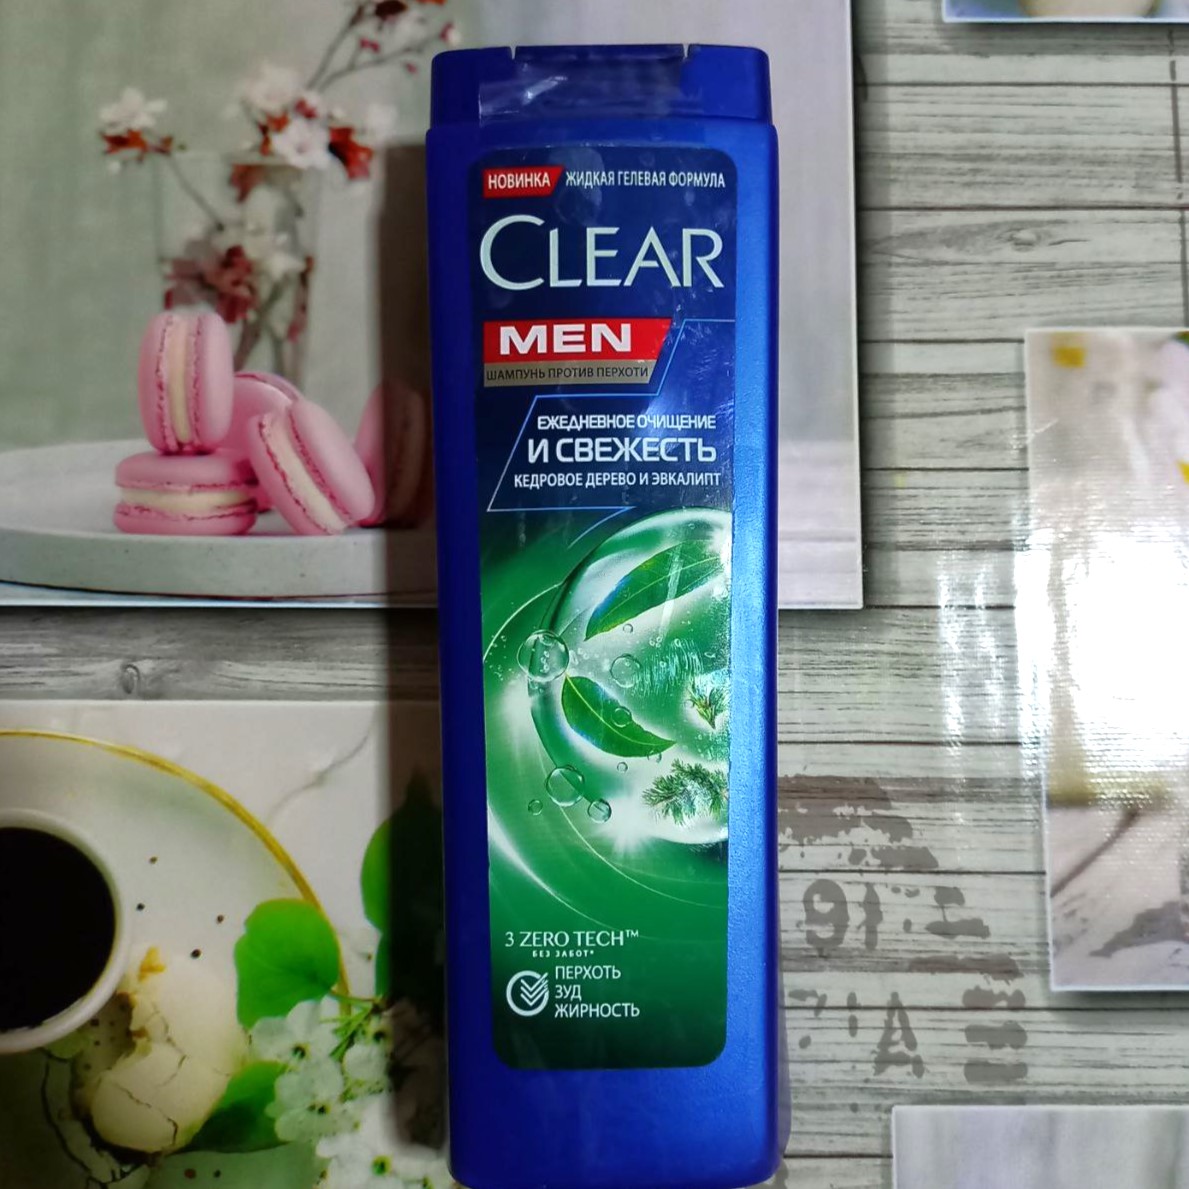 НОВИНКА ЖИДКАЯ ГЕЛЕВАЯ ФОРМУЛА
CLEAR
MEN
ШАМПУНЬ ПРОТИВ ПЕРХОТИ
ЕЖЕДНЕВНОЕ ОЧИЩЕНИЕ
И СВЕЖЕСТЬ
КЕДРОВОЕ ДЕРЕВО И ЭВКАЛИПТ
3 ZERO TECH™
БЕЗ ЗАБОТ*
ПЕРХОТЬ
ЗУД
ЖИРНОСТЬ